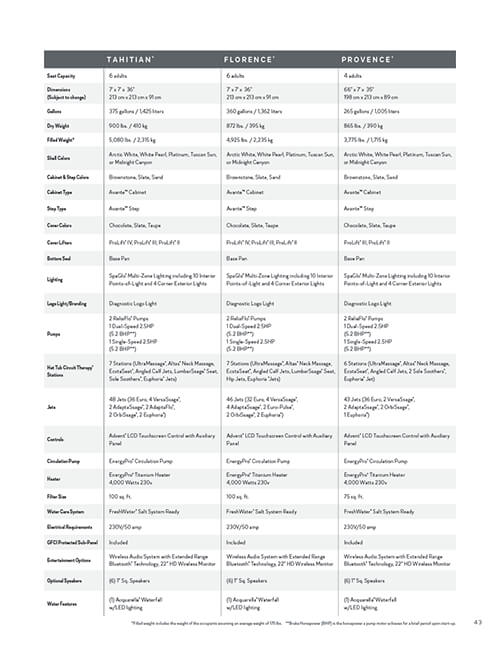 TAHITIAN® FLORENCE® PROVENCE®
Seat Capacity 6 adults 6 adults 4 adults
Dimensions 7' x 7' x 36" 7' x 7' x 36" 6'6" x 7' x 35"
(Subject to change) 213 cm x 213 cm x 91 cm 213 cm x 213 cm x 91 cm 198 cm x 213 cm x 89 cm
Gallons 375 gallons / 1,425 liters 360 gallons / 1,362 liters 265 gallons / 1,005 liters
Dry Weight 900 lbs. / 410 kg 872 lbs. / 395 kg 865 lbs. / 390 kg
Filled Weight* 5,080 lbs. / 2,315 kg 4,925 lbs. / 2,235 kg 3,775 lbs. / 1,715 kg
Shell Colors Arctic White, White Pearl, Platinum, Tuscan Sun, Arctic White, White Pearl, Platinum, Tuscan Sun, Arctic White, White Pearl, Platinum, Tuscan Sun,
or Midnight Canyon or Midnight Canyon or Midnight Canyon
Cabinet & Step Colors Brownstone, Slate, Sand Brownstone, Slate, Sand Brownstone, Slate, Sand
Cabinet Type Avante™ Cabinet Avante™ Cabinet Avante™ Cabinet
Step Type Avante™ Step Avante™ Step Avante™ Step
Cover Colors Chocolate, Slate, Taupe Chocolate, Slate, Taupe Chocolate, Slate, Taupe
Cover Lifters ProLift® IV, ProLift® III, ProLift® II ProLift® IV, ProLift® III, ProLift® II ProLift® III, ProLift® II
Bottom Seal Base Pan Base Pan Base Pan
Lighting SpaGlo® Multi-Zone Lighting including 10 Interior SpaGlo® Multi-Zone Lighting including 10 Interior SpaGlo® Multi-Zone Lighting including 10 Interior
Points-of-Light and 4 Corner Exterior Lights Points-of-Light and 4 Corner Exterior Lights Points-of-Light and 4 Corner Exterior Lights
Logo Light/Branding Diagnostic Logo Light Diagnostic Logo Light Diagnostic Logo Light
2 ReliaFlo® Pumps 2 ReliaFlo® Pumps 2 ReliaFlo® Pumps
1 Dual-Speed 2.5HP 1 Dual-Speed 2.5HP 1 Dual-Speed 2.5HP
Pumps (5.2 BHP**) (5.2 BHP**) (5.2 BHP**)
1 Single-Speed 2.5HP 1 Single-Speed 2.5HP 1 Single-Speed 2.5HP
(5.2 BHP**) (5.2 BHP**) (5.2 BHP**)
Hot Tub Circuit Therapy® 7 Stations (UltraMassage®, Altas® Neck Massage, 7 Stations (UltraMassage®, Altas® Neck Massage, 6 Stations (UltraMassage®, Altas® Neck Massage,
Stations EcstaSeat®, Angled Calf Jets, LumbarSsage® Seat, EcstaSeat®, Angled Calf Jets, LumbarSsage® Seat, EcstaSeat®, Angled Calf Jets, 2 Sole Soothers®,
Sole Soothers®, Euphoria® Jets) Hip Jets, Euphoria® Jets) Euphoria® Jet)
48 Jets (36 Euro, 4 VersaSsage®, 46 Jets (32 Euro, 4 VersaSsage®, 43 Jets (36 Euro, 2 VersaSsage®,
Jets 2 AdaptaSsage®, 2 AdaptaFlo®, 4 AdaptaSsage®, 2 Euro-Pulse®, 2 AdaptaSsage®, 2 OrbiSsage®,
2 OrbiSsage®, 2 Euphoria®) 2 OrbiSsage®, 2 Euphoria®) 1 Euphoria®)
Controls Advent® LCD Touchscreen Control with Auxiliary Advent® LCD Touchscreen Control with Auxiliary Advent® LCD Touchscreen Control with Auxiliary
Panel Panel Panel
Circulation Pump EnergyPro® Circulation Pump EnergyPro® Circulation Pump EnergyPro® Circulation Pump
Heater EnergyPro® Titanium Heater EnergyPro® Titanium Heater EnergyPro® Titanium Heater
4,000 Watts 230v 4,000 Watts 230v 4,000 Watts 230v
Filter Size 100 sq. ft. 100 sq. ft. 75 sq. ft.
Water Care System FreshWater® Salt System Ready FreshWater® Salt System Ready FreshWater® Salt System Ready
Electrical Requirements 230V/50 amp 230V/50 amp 230V/50 amp
GFCI Protected Sub-Panel Included Included Included
Entertainment Options Wireless Audio System with Extended Range Wireless Audio System with Extended Range Wireless Audio System with Extended Range
Bluetooth® Technology, 22" HD Wireless Monitor Bluetooth® Technology, 22" HD Wireless Monitor Bluetooth® Technology, 22" HD Wireless Monitor
Optional Speakers (6) 1" Sq. Speakers (6) 1" Sq. Speakers (6) 1" Sq. Speakers
Water Features (1) Acquarella® Waterfall (1) Acquarella® Waterfall (1) Acquarella® Waterfall
w/LED lighting w/LED lighting w/LED lighting
*Filled weight includes the weight of the occupants assuming an average weight of 175 lbs. **Brake Horsepower (BHP) is the horsepower a pump motor achieves for a brief period upon start-up. 43